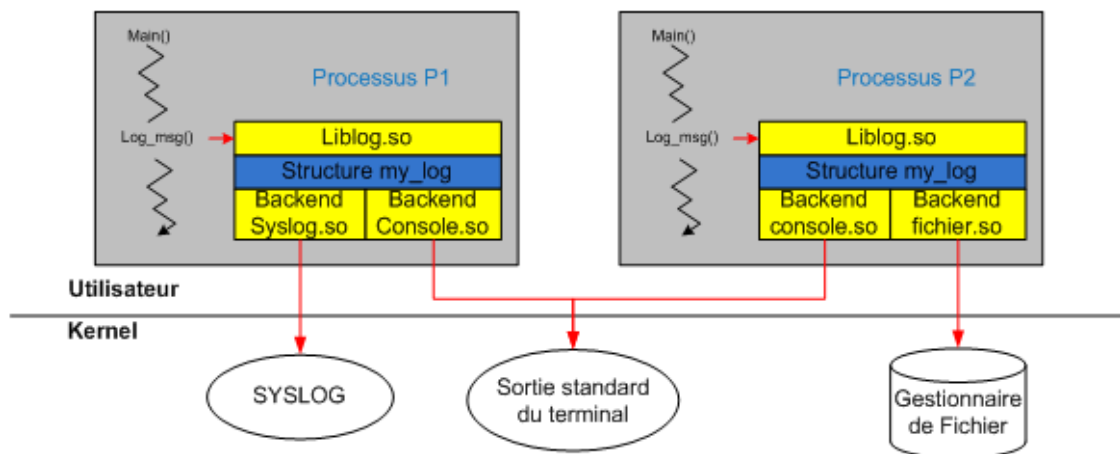 Main()
Processus P1
Log_msg()
Liblog.so
Structure my_log
Backend
Syslog.so
Backend
Console.so
Main()
Processus P2
Log_msg()
Liblog.so
Structure my_log
Backend
console.so
Backend
fichier.so
Utilisateur
Kernel
SYSLOG
Sortie standard
du terminal
Gestionnaire
de Fichier